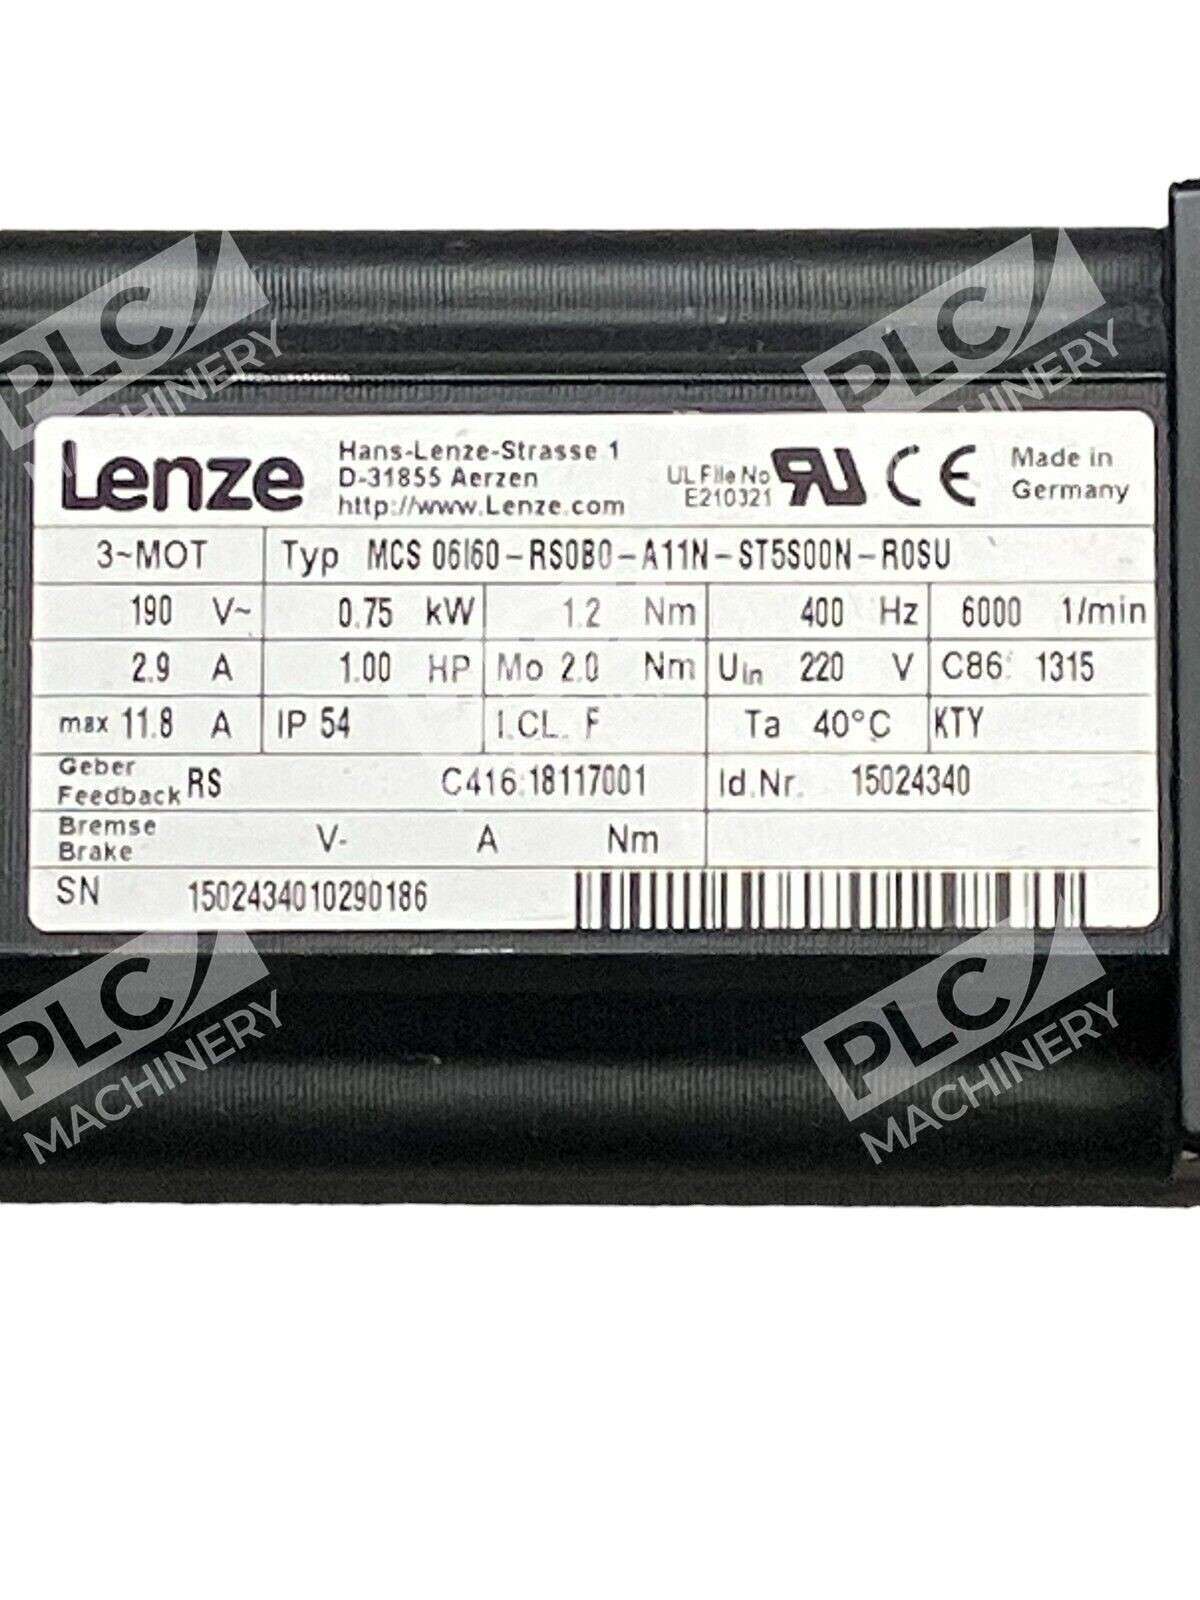 PLC MACHINERY
PLC MACHINERY
Lenze
Hans-Lenze-Strasse 1
D-31855 Aerzen
http://www.Lenze.com
UL File No
E210321
Made in
Germany
3~MOT Typ MCS 06I60-RS0B0-A11N-ST5S00N-R0SU
190 V~ 0.75 kW 1.2 Nm 400 Hz 6000 1/min
2.9 A 1.00 HP Mo 2.0 Nm Uin 220 V C86: 1315
max 11.8 A IP 54 I.CL. F Ta 40°C KTY
Geber
Feedback RS C416:18117001 Id.Nr. 15024340
Bremse
Brake V- A Nm
SN 1502434010290186
PLC MACHINERY
PLC MACHINERY